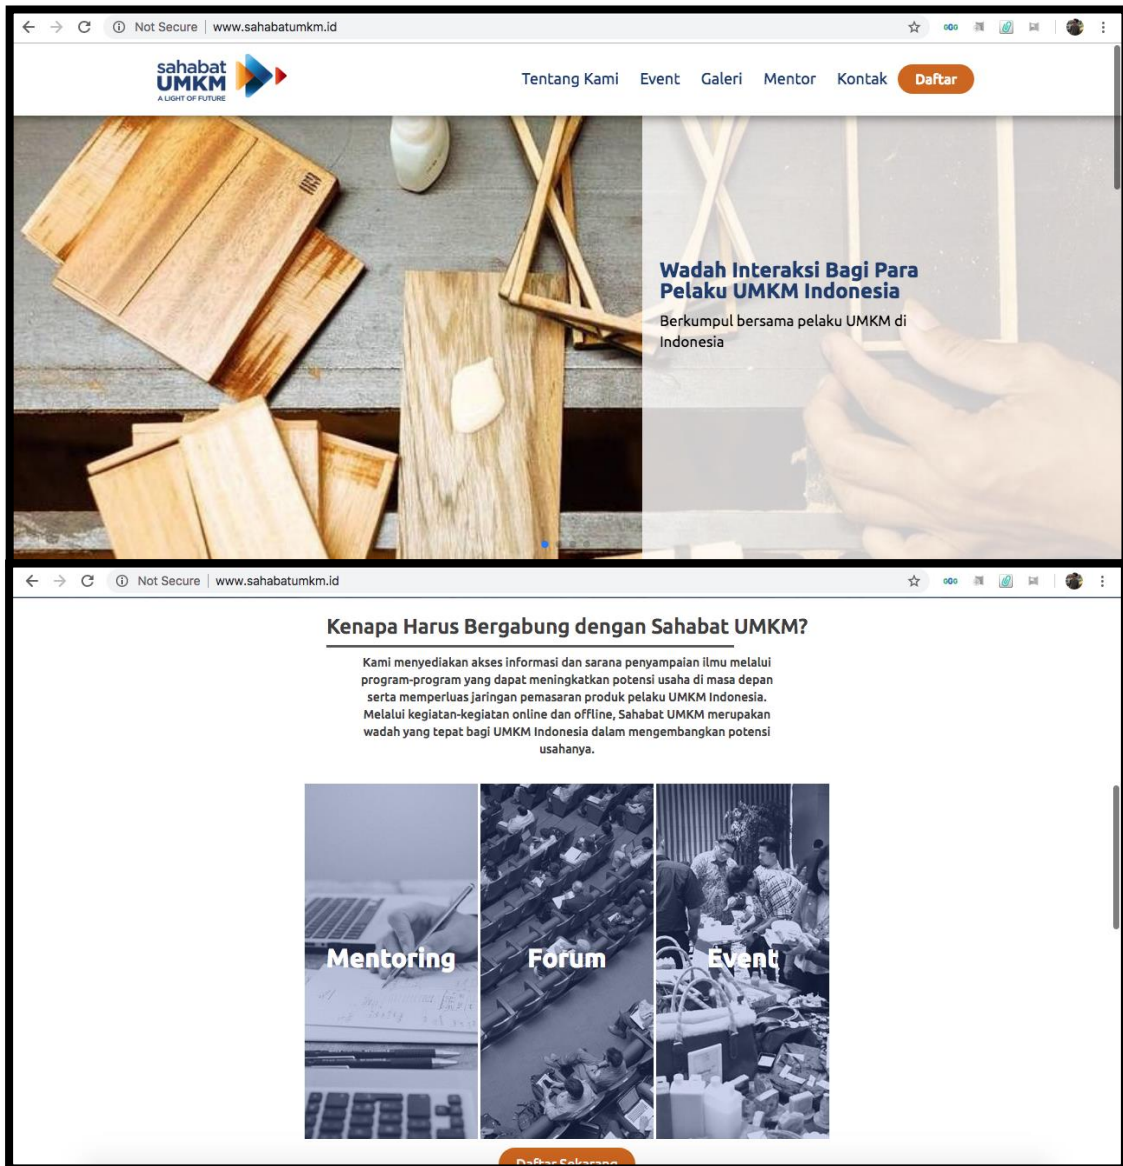 Not Secure | www.sahabatumkm.id
sahabat
UMKM
A LIGHT OF FUTURE
Tentang Kami Event Galeri Mentor Kontak Daftar
Wadah Interaksi Bagi Para
Pelaku UMKM Indonesia
Berkumpul bersama pelaku UMKM di
Indonesia
Not Secure | www.sahabatumkm.id
Kenapa Harus Bergabung dengan Sahabat UMKM?
Kami menyediakan akses informasi dan sarana penyampaian ilmu melalui
program-program yang dapat meningkatkan potensi usaha di masa depan
serta memperluas jaringan pemasaran produk pelaku UMKM Indonesia.
Melalui kegiatan-kegiatan online dan offline, Sahabat UMKM merupakan
wadah yang tepat bagi UMKM Indonesia dalam mengembangkan potensi
usahanya.
Mentoring Forum Event
Daftar Sekarang